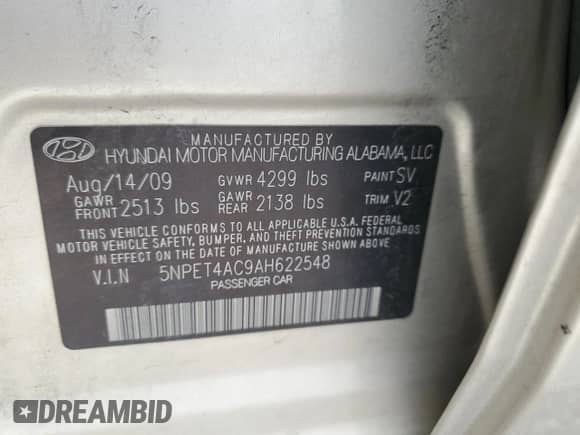 MANUFACTURED BY
HYUNDAI MOTOR MANUFACTURING ALABAMA, LLC
Aug/14/09 GVWR 4299 lbs PAINT SV
GAWR FRONT 2513 lbs GAWR REAR 2138 lbs TRIM V2
THIS VEHICLE CONFORMS TO ALL APPLICABLE U.S.A. FEDERAL
MOTOR VEHICLE SAFETY, BUMPER, AND THEFT PREVENTION STANDARDS
IN EFFECT ON THE DATE OF MANUFACTURE SHOWN ABOVE.
V.I.N 5NPET4AC9AH622548
PASSENGER CAR
DREAMBID